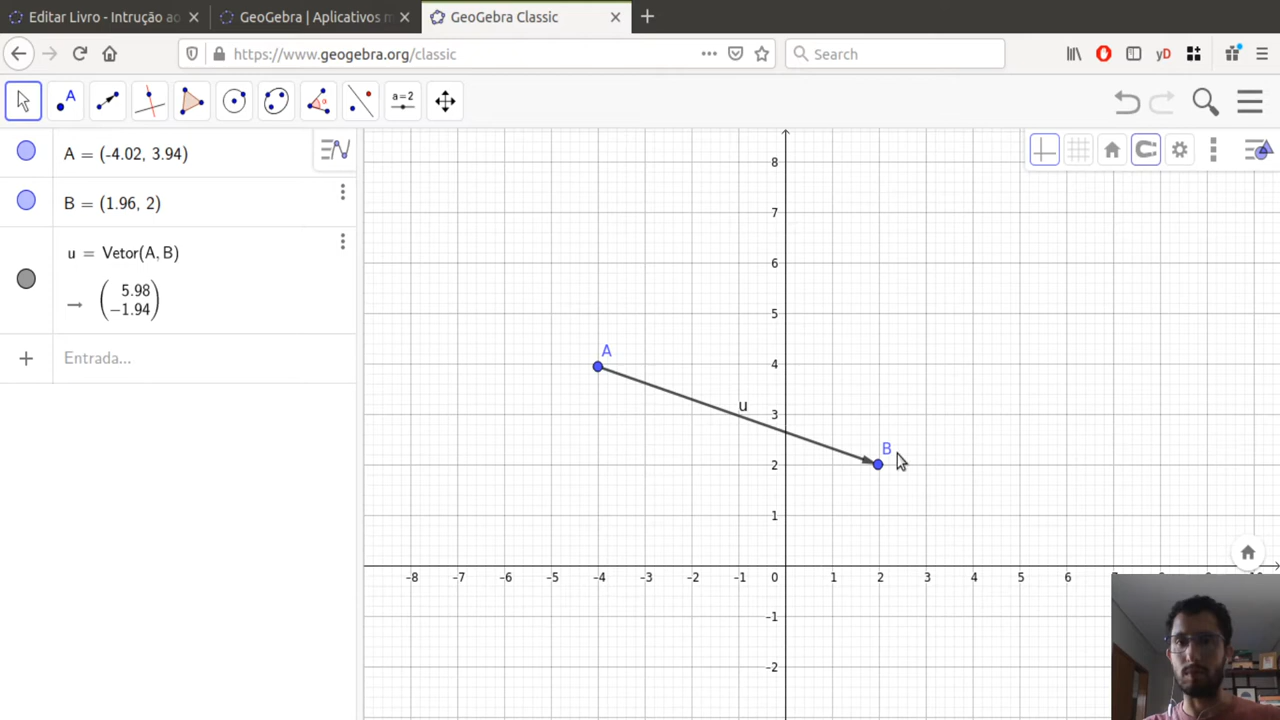 Editar Livro - Intrução ao
GeoGebra | Aplicativos m
GeoGebra Classic
https://www.geogebra.org/classic
Search
yD
A
a=2
A = (-4.02, 3.94)
B = (1.96, 2)
u = Vetor(A, B)
→ (5.98
−1.94)
Entrada...
8
7
6
5
4
3
2
1
-1
-2
-8 -7 -6 -5 -4 -3 -2 -1 0 1 2 3 4 5 6
A
u
B